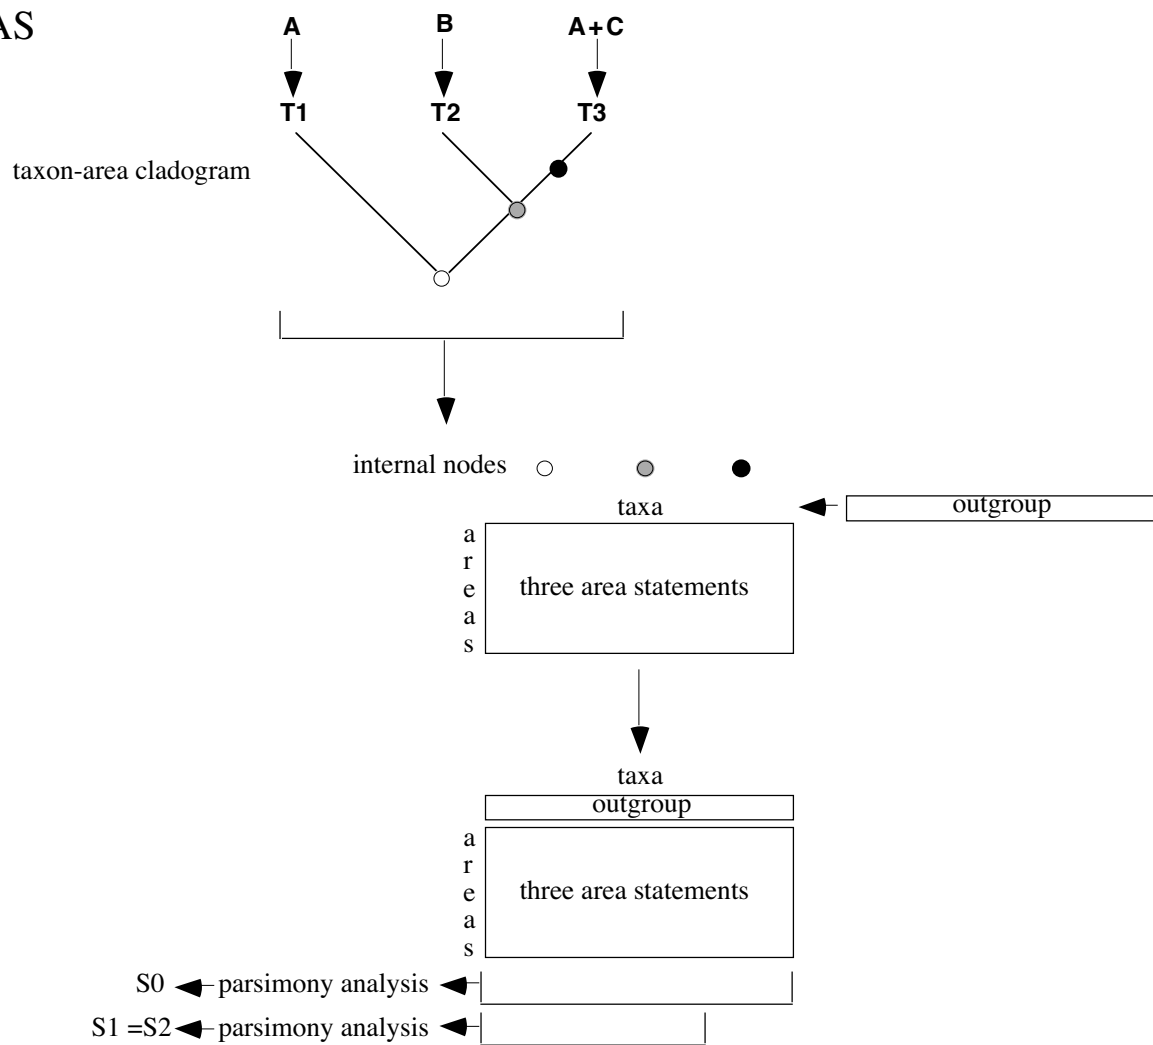 AS
A B A+C
T1 T2 T3
taxon-area cladogram
internal nodes
taxa
outgroup
a
r
e
a
s
three area statements
taxa
outgroup
a
r
e
a
s
three area statements
S0 parsimony analysis
S1 =S2 parsimony analysis